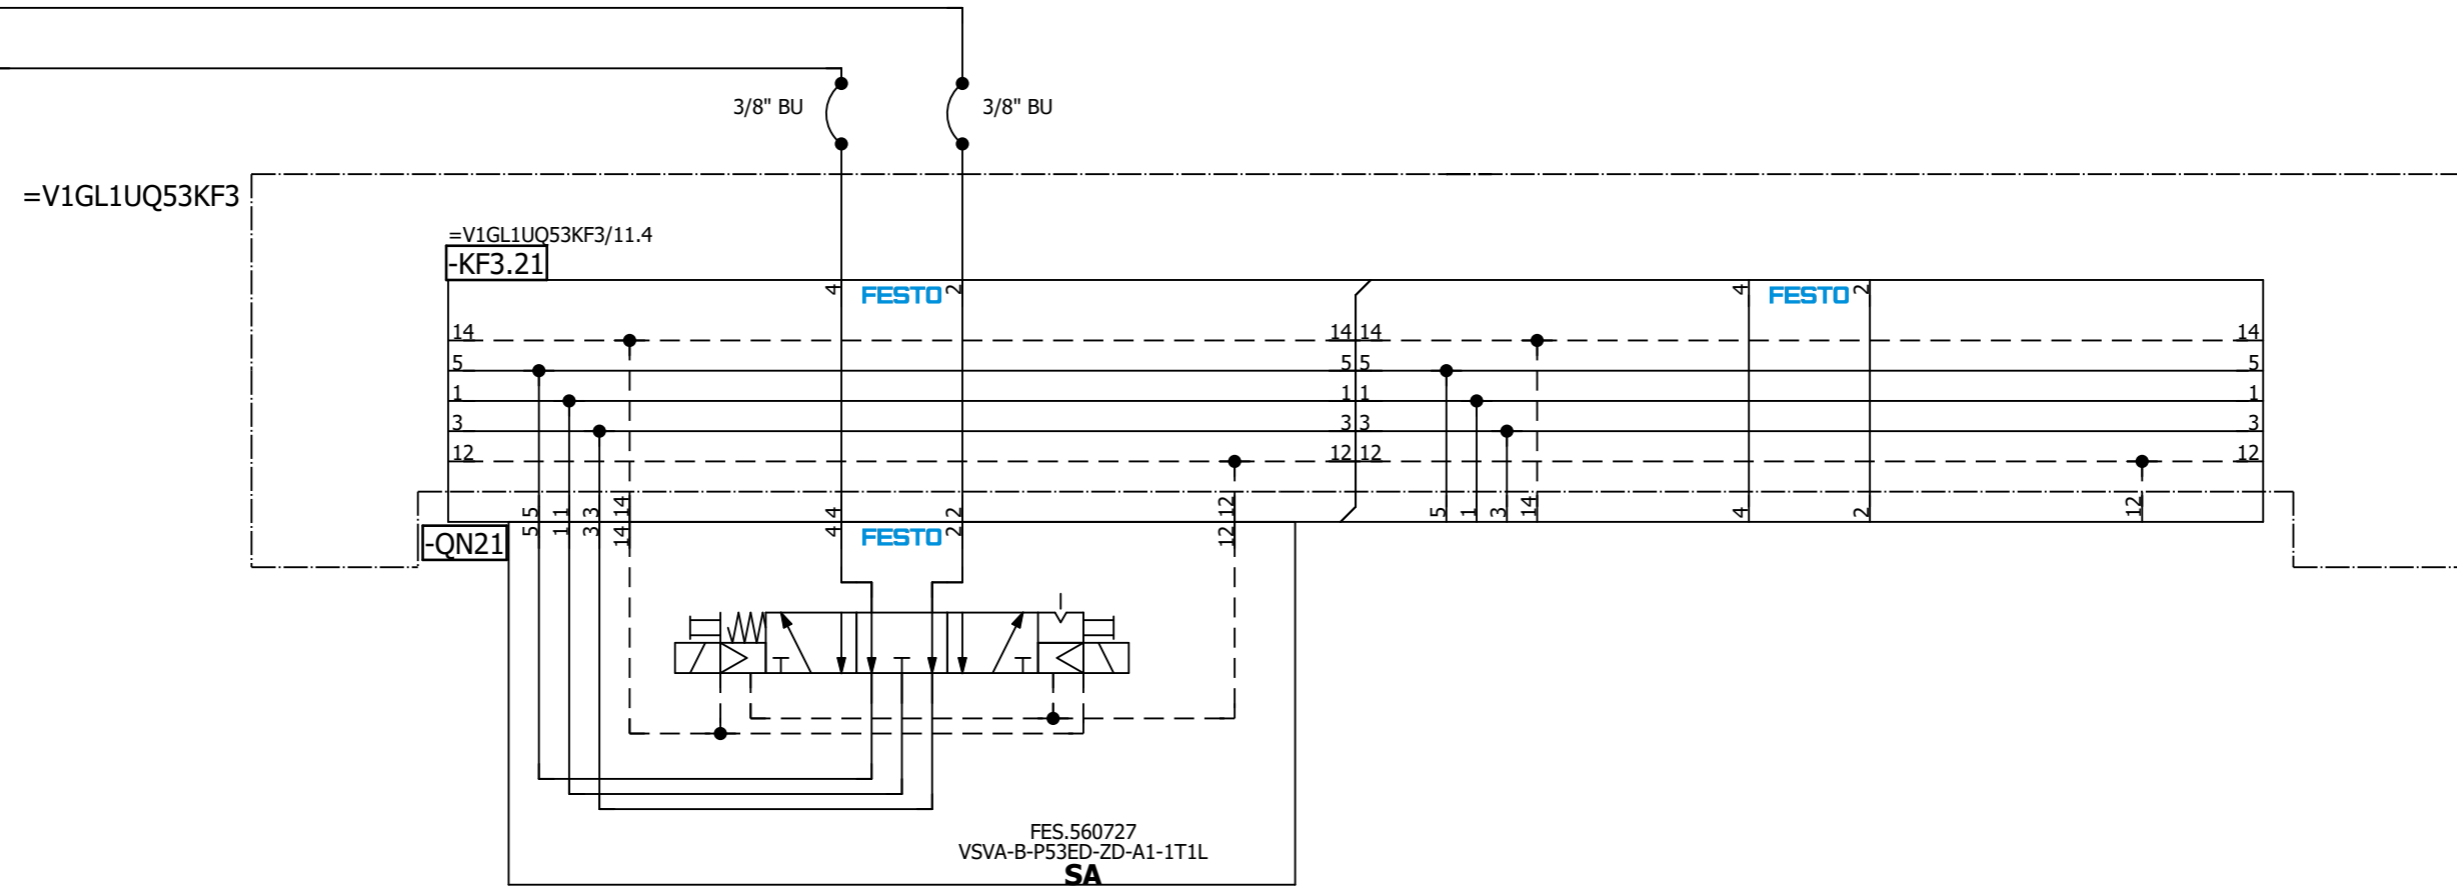 3/8" BU
3/8" BU
=V1GL1UQ53KF3
=V1GL1UQ53KF3/11.4
-KF3.21
4 FESTO 2 4 FESTO 2
14 14 14 14
5 5 5 5
1 1 1 1
3 3 3 3
12 12 12 12
5 1 3 14 4 2 12 5 1 3 14 4 2 12
-QN21
5 1 3 14 4 FESTO 2 12
FES.560727
VSVA-B-P53ED-ZD-A1-1T1L
SA